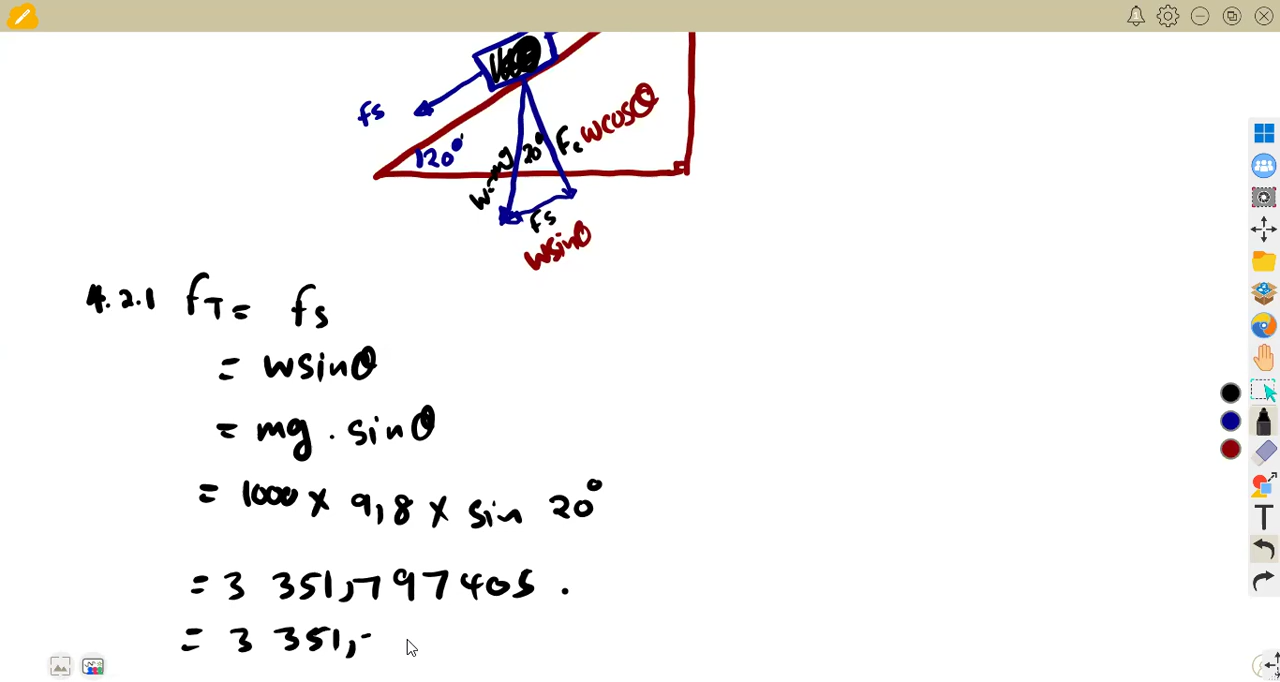 fs
120°
20°
Fc wcosθ
w=mg
fs
wsinθ
4.2.1 fT = fs
= wsinθ
= mg . sinθ
= 1000 x 9,8 x sin 20°
= 3 351,797405 .
= 3 351,
T